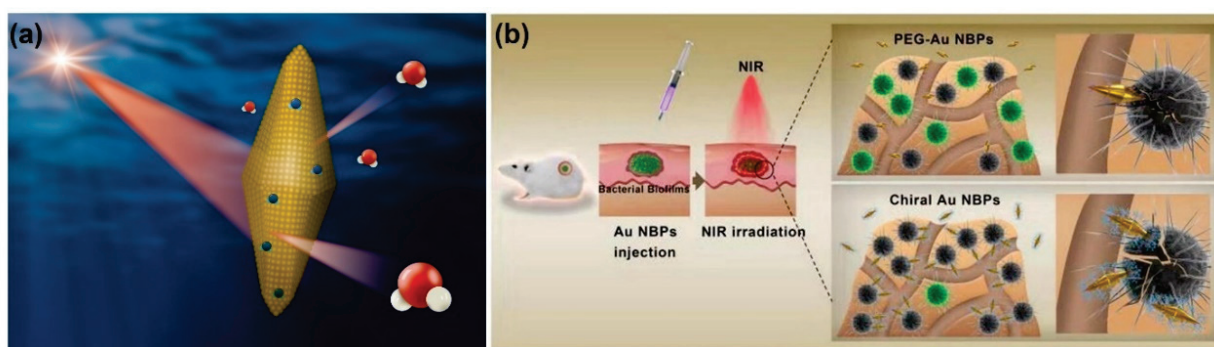 (a)
(b)
NIR
Bacterial Biofilms
Au NBPs
injection
NIR irradiation
PEG-Au NBPs
Chiral Au NBPs